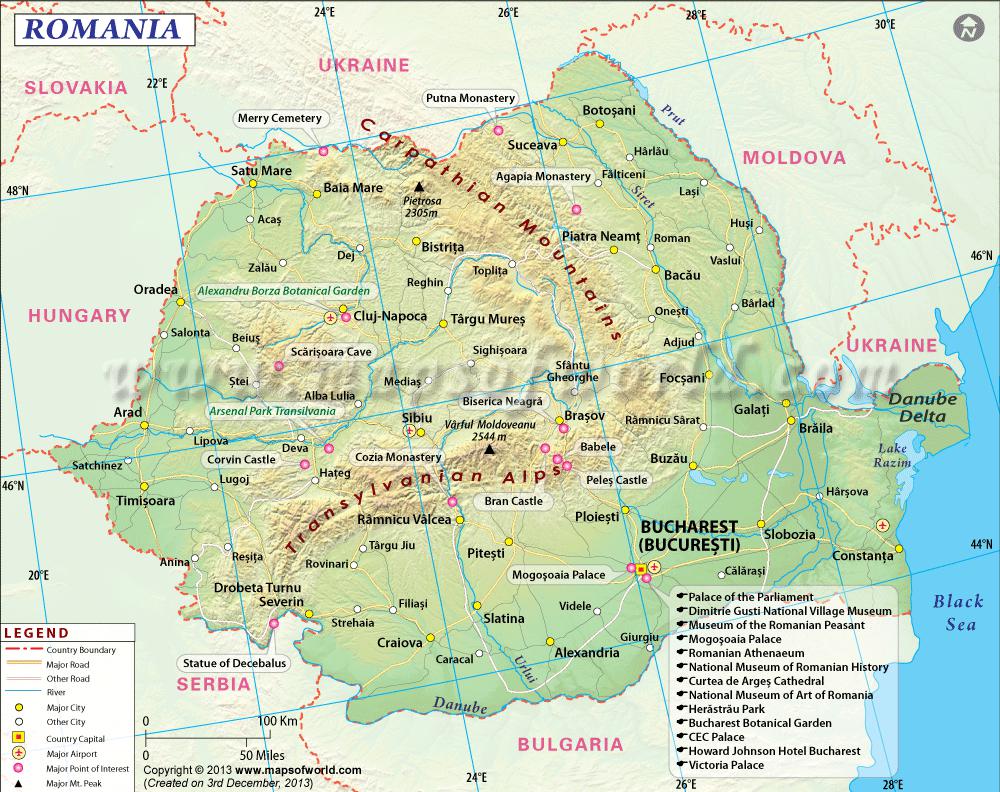 ROMANIA
24°E
26°E
28°E
30°E
22°E
SLOVAKIA
UKRAINE
Putna Monastery
Merry Cemetery
Prut
Botoşani
Suceava
MOLDOVA
Hârlău
Carpathian Mountains
Satu Mare
Baia Mare
Pietrosa
2305m
Agapia Monastery
Fălticeni
Siret
Laşi
48°N
Acaş
Huşi
Bistriţa
Piatra Neamţ
Roman
Vaslui
Dej
Zalău
Topliţa
Bacău
46°N
Reghin
Oradea
Alexandru Borza Botanical Garden
Bârlad
HUNGARY
Cluj-Napoca
Târgu Mureş
Oneşti
Salonta
Beiuş
Adjud
UKRAINE
Scărişoara Cave
Sighişoara
www.mapsofworld.com
Sfântu
Gheorghe
Ştei
Mediaş
Focşani
Alba Lulia
Biserica Neagră
Danube
Delta
Arad
Arsenal Park Transilvania
Sibiu
Vârful Moldoveanu
2544 m
Braşov
Râmnicu Sărat
Galaţi
Brăila
Lipova
Deva
Cozia Monastery
Babele
Buzău
Lake
Razim
Satchinez
Corvin Castle
Haţeg
Transylvanian Alps
Peleş Castle
46°N
Lugoj
Timişoara
Bran Castle
Hârşova
Râmnicu Vâlcea
Ploieşti
BUCHAREST
(BUCUREŞTI)
Slobozia
Constanţa
44°N
Anina
Reşiţa
Târgu Jiu
Rovinari
Piteşti
Mogoşoaia Palace
Călăraşi
20°E
Drobeta Turnu
Severin
Filiaşi
Strehaia
Slatina
Videle
Black
Sea
Craiova
Caracal
Urlui
Alexandria
Giurgiu
Statue of Decebalus
SERBIA
Danube
BULGARIA
Palace of the Parliament
Dimitrie Gusti National Village Museum
Museum of the Romanian Peasant
Mogoşoaia Palace
Romanian Athenaeum
National Museum of Romanian History
Curtea de Argeş Cathedral
National Museum of Art of Romania
Herăstrău Park
Bucharest Botanical Garden
CEC Palace
Howard Johnson Hotel Bucharest
Victoria Palace
LEGEND
Country Boundary
Major Road
Other Road
River
Major City
Other City
Country Capital
Major Airport
Major Point of Interest
Major Mt. Peak
0 100 Km
0 50 Miles
Copyright © 2013 www.mapsofworld.com
(Created on 3rd December, 2013)
24°E
26°E
28°E